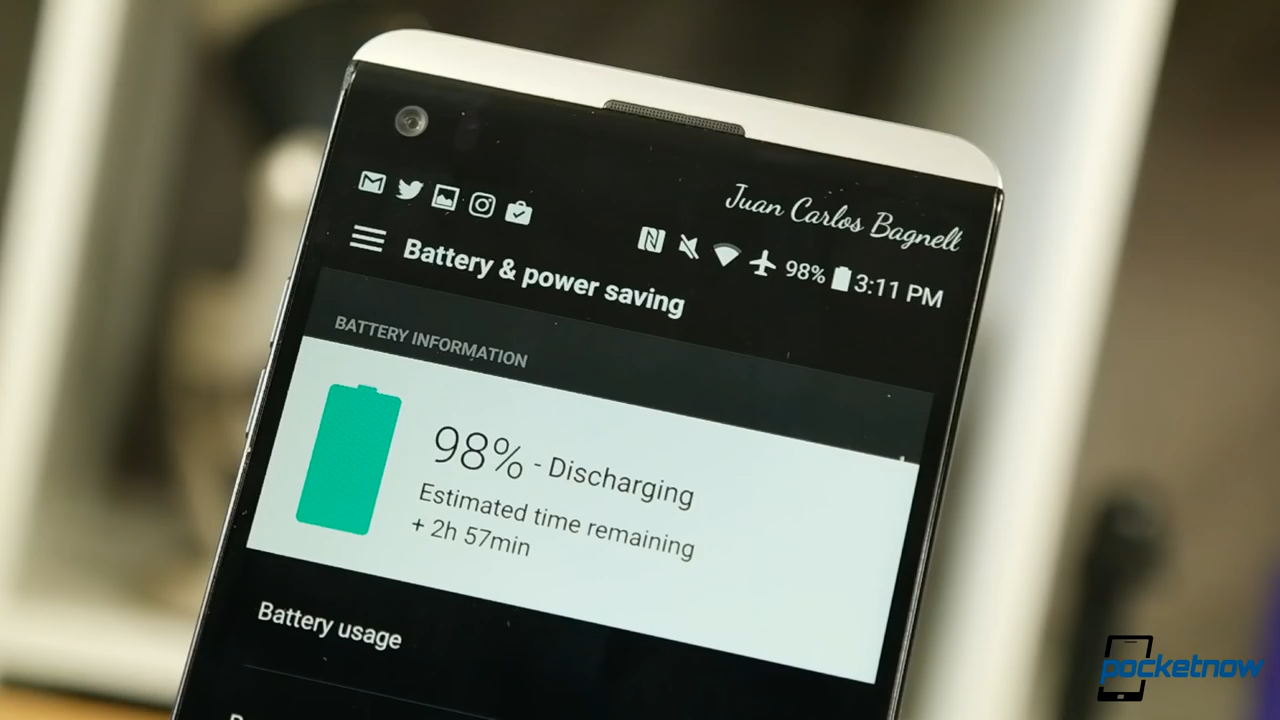 Juan Carlos Bagnell
98% 3:11 PM
Battery & power saving
BATTERY INFORMATION
98% - Discharging
Estimated time remaining
+ 2h 57min
Battery usage
pocketnow